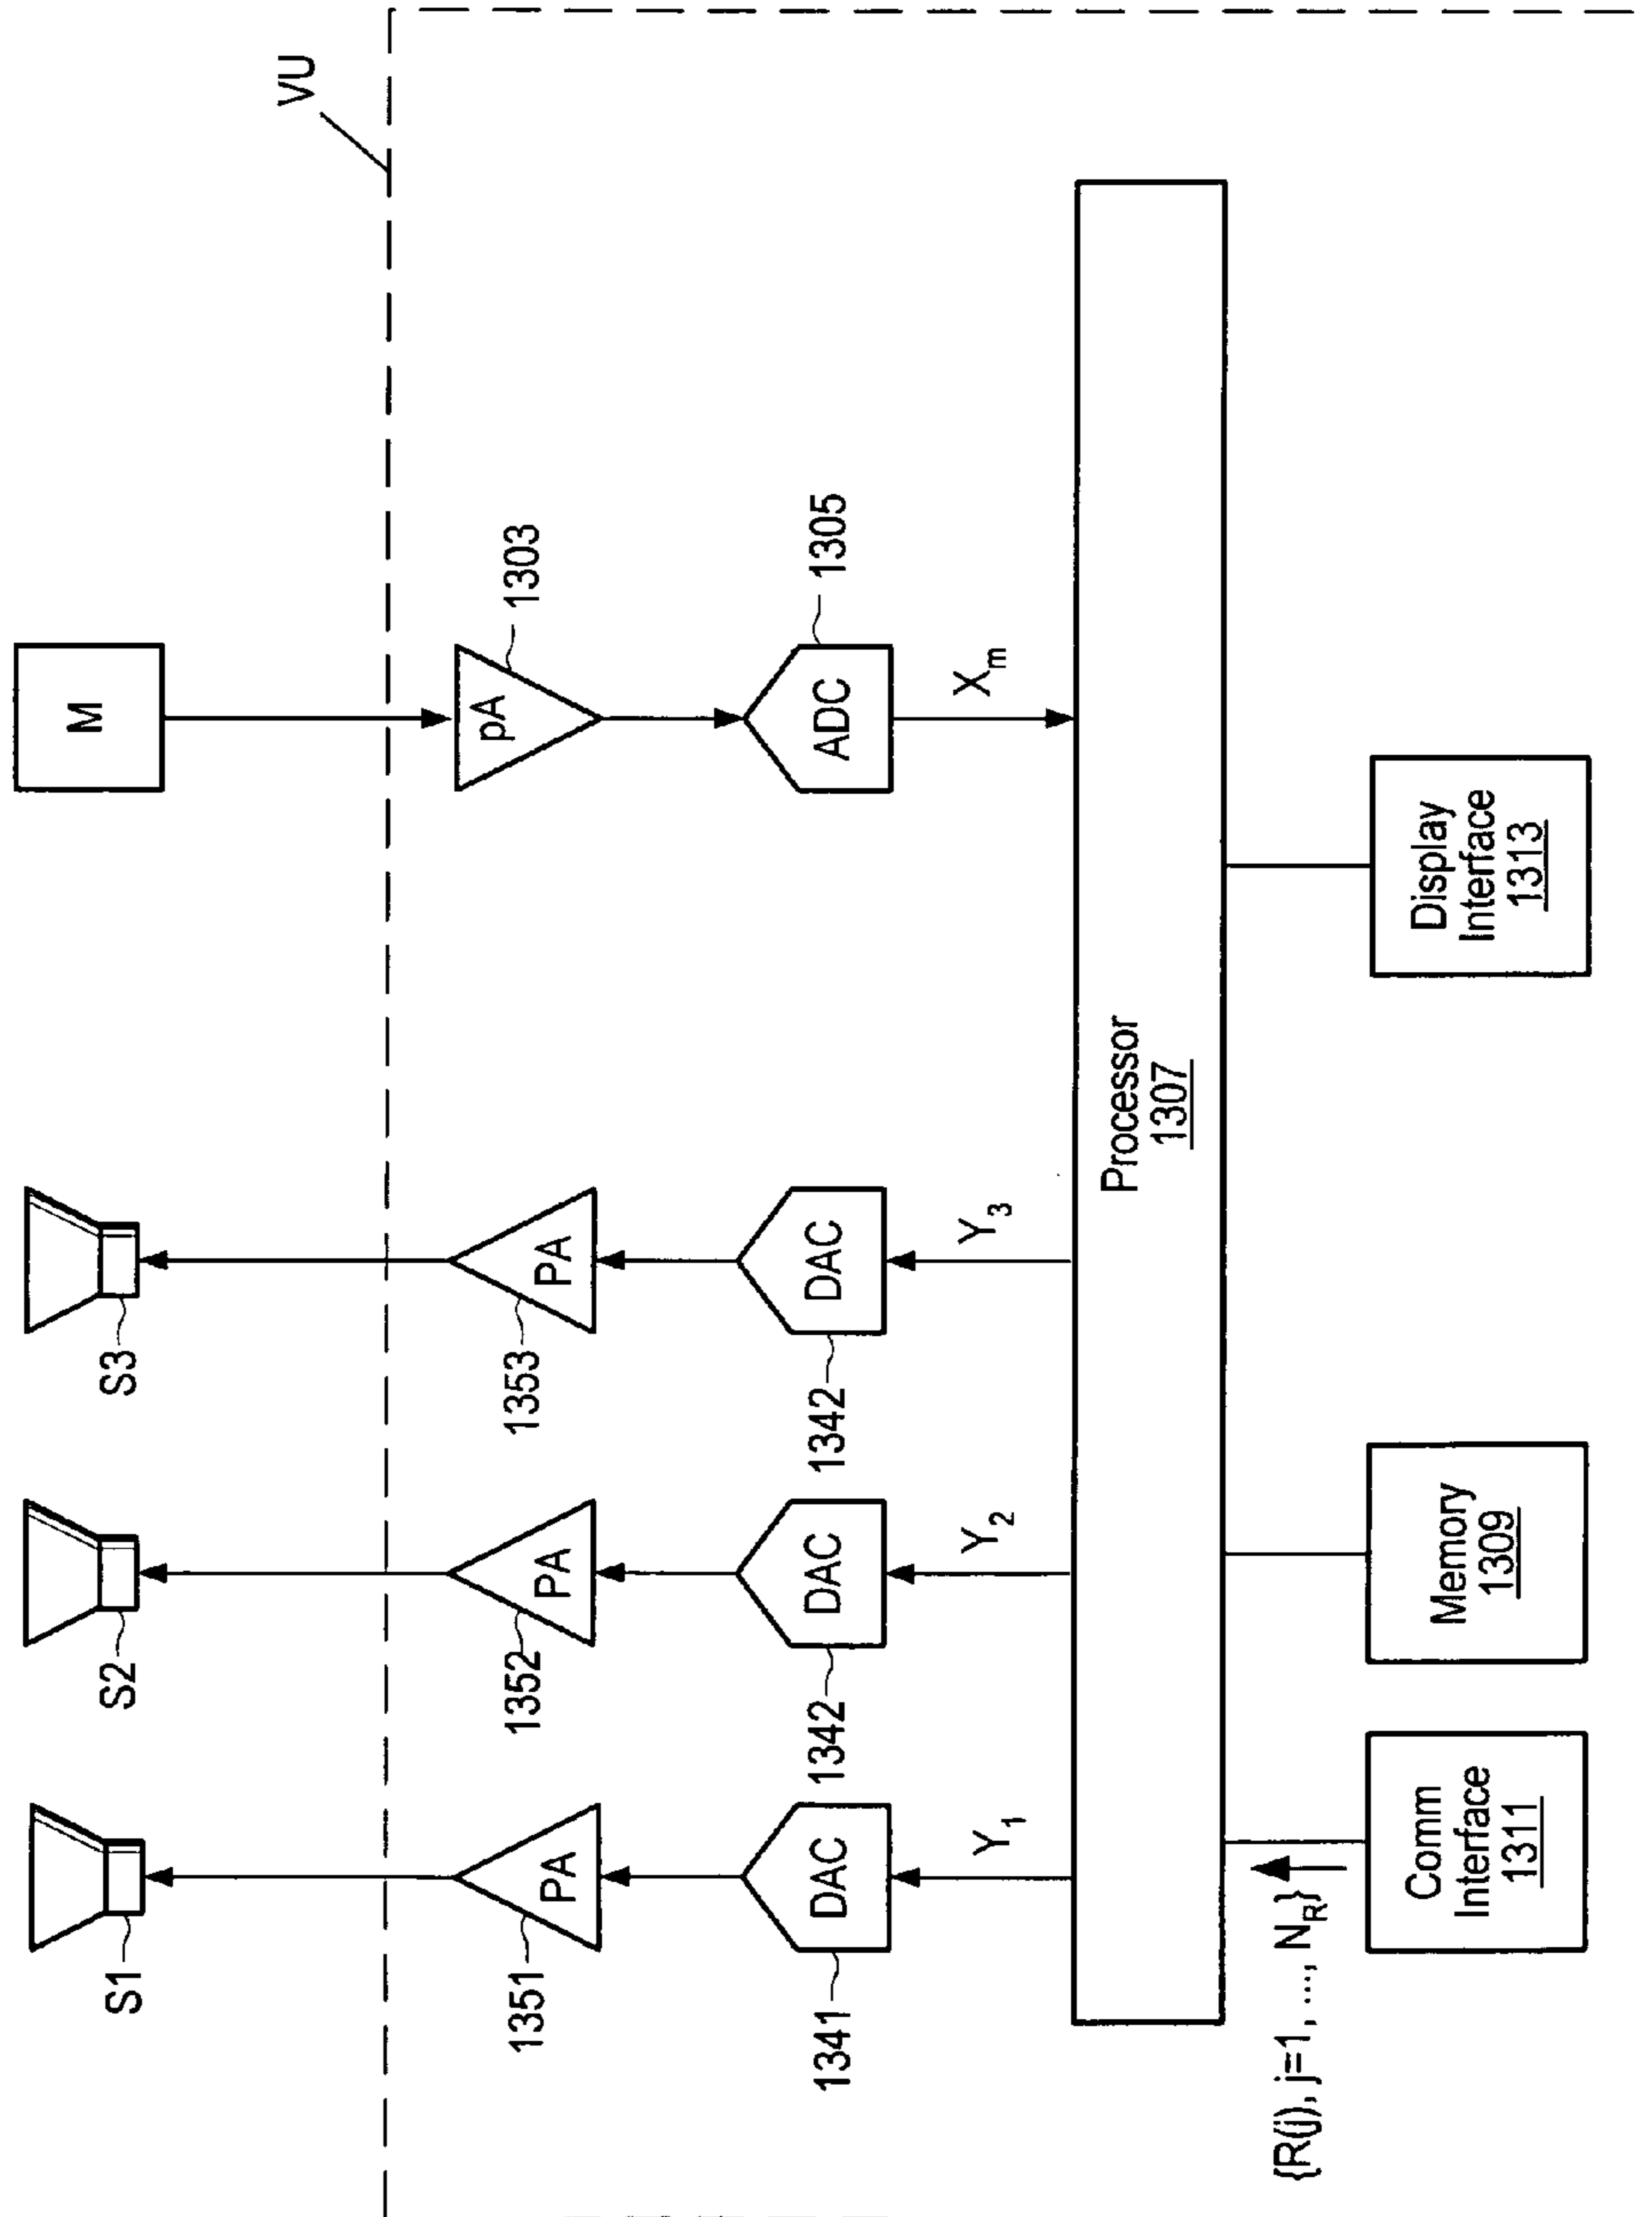 VU
M
pA
1303
ADC
1305
Xm
S3
1353
PA
1342
DAC
Y3
S2
1352
PA
1342
DAC
Y2
S1
1351
PA
1341
DAC
Y1
Processor
1307
{R(j), j=1, ..., NR}
Comm
Interface
1311
Memory
1309
Display
Interface
1313